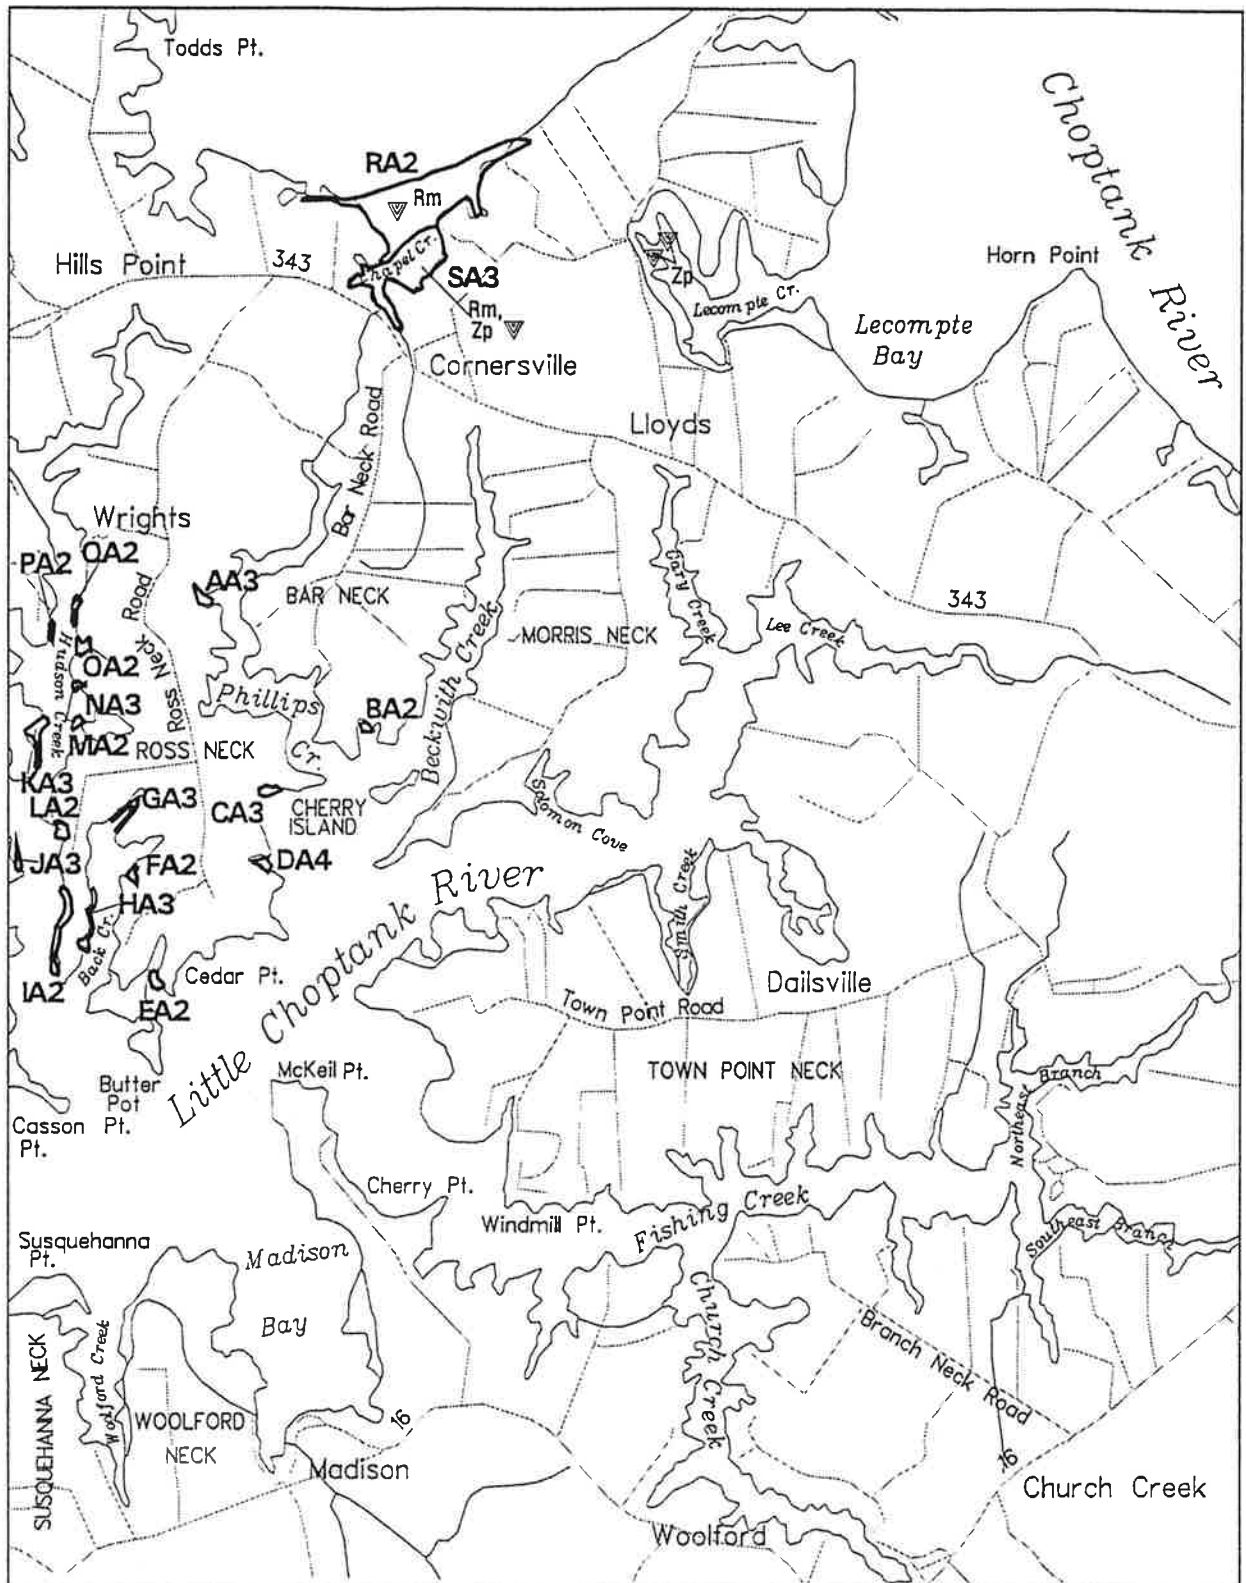 Todds Pt.
Choptank
River
RA2
Rm
Hills Point
343
Chapel Cr.
SA3
Rm,
Zp
Zp
Lecompte Cr.
Horn Point
Lecompte
Bay
Cornersville
Lloyds
Bar Neck Road
Wrights
PA2
QA2
AA3
BAR NECK
Ross Neck Road
Hudson Creek
OA2
NA3
MA2
ROSS NECK
Phillips
Cr.
BA2
Beckwith Creek
MORRIS NECK
Gary Creek
Lee Creek
343
KA3
LA2
GA3
CA3
CHERRY
ISLAND
Solomon Cove
JA3
FA2
DA4
HA3
Back Cr.
IA2
EA2
Cedar Pt.
Little Choptank River
Smith Creek
Dailsville
Town Point Road
McKeil Pt.
TOWN POINT NECK
Butter
Pot
Pt.
Casson
Pt.
Northeast
Branch
Cherry Pt.
Windmill Pt.
Fishing Creek
Southeast Branc
Susquehanna
Pt.
Madison
Bay
Church Creek
Branch Neck Road
SUSQUEHANNA NECK
Woolford Creek
WOOLFORD
NECK
16
Madison
16
Church Creek
Woolford